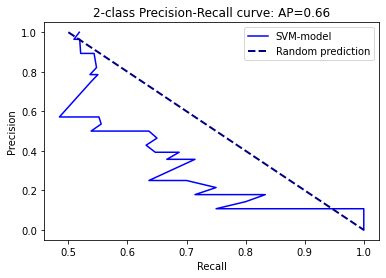 2-class Precision-Recall curve: AP=0.66
SVM-model
Random prediction
1.0
0.8
0.6
0.4
0.2
0.0
Precision
0.5
0.6
0.7
0.8
0.9
1.0
Recall